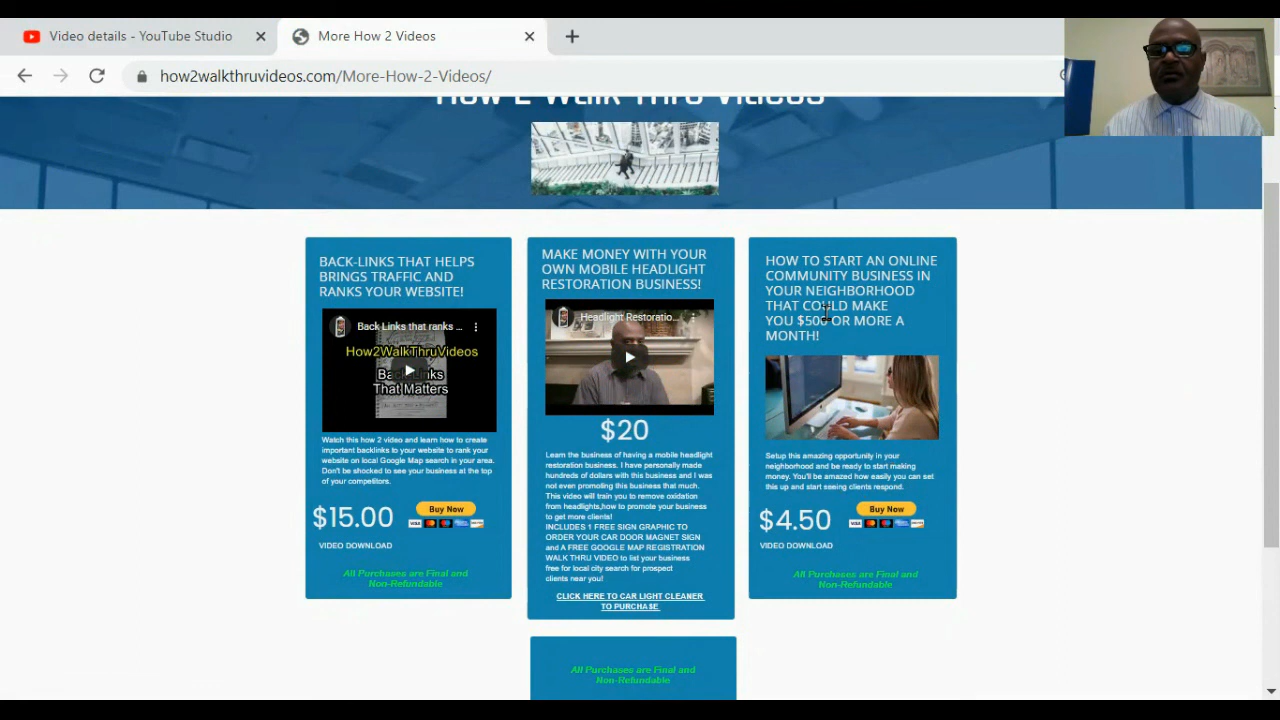 Video details - YouTube Studio
More How 2 Videos
how2walkthruvideos.com/More-How-2-Videos/
How 2 Walk Thru Videos
BACK-LINKS THAT HELPS
BRINGS TRAFFIC AND
RANKS YOUR WEBSITE!
Back Links that ranks ...
How2WalkThruVideos
Back Links
That Matters
Watch this how 2 video and learn how to create
important backlinks to your website to rank your
website on local Google Map search in your area.
Don't be shocked to see your business at the top
of your competitors.
$15.00
Buy Now
VISA
VIDEO DOWNLOAD
All Purchases are Final and
Non-Refundable
MAKE MONEY WITH YOUR
OWN MOBILE HEADLIGHT
RESTORATION BUSINESS!
Headlight Restoratio...
$20
Learn the business of having a mobile headlight
restoration business. I have personally made
hundreds of dollars with this business and I was
not even promoting this business that much.
This video will train you to remove oxidation
from headlights,how to promote your business
to get more clients!
INCLUDES 1 FREE SIGN GRAPHIC TO
ORDER YOUR CAR DOOR MAGNET SIGN
and A FREE GOOGLE MAP REGISTRATION
WALK THRU VIDEO to list your business
free for local city search for prospect
clients near you!
CLICK HERE TO CAR LIGHT CLEANER
TO PURCHASE
HOW TO START AN ONLINE
COMMUNITY BUSINESS IN
YOUR NEIGHBORHOOD
THAT COULD MAKE
YOU $500 OR MORE A
MONTH!
Setup this amazing opportunity in your
neighborhood and be ready to start making
money. You'll be amazed how easily you can set
this up and start seeing clients respond.
$4.50
Buy Now
VISA
VIDEO DOWNLOAD
All Purchases are Final and
Non-Refundable
All Purchases are Final and
Non-Refundable